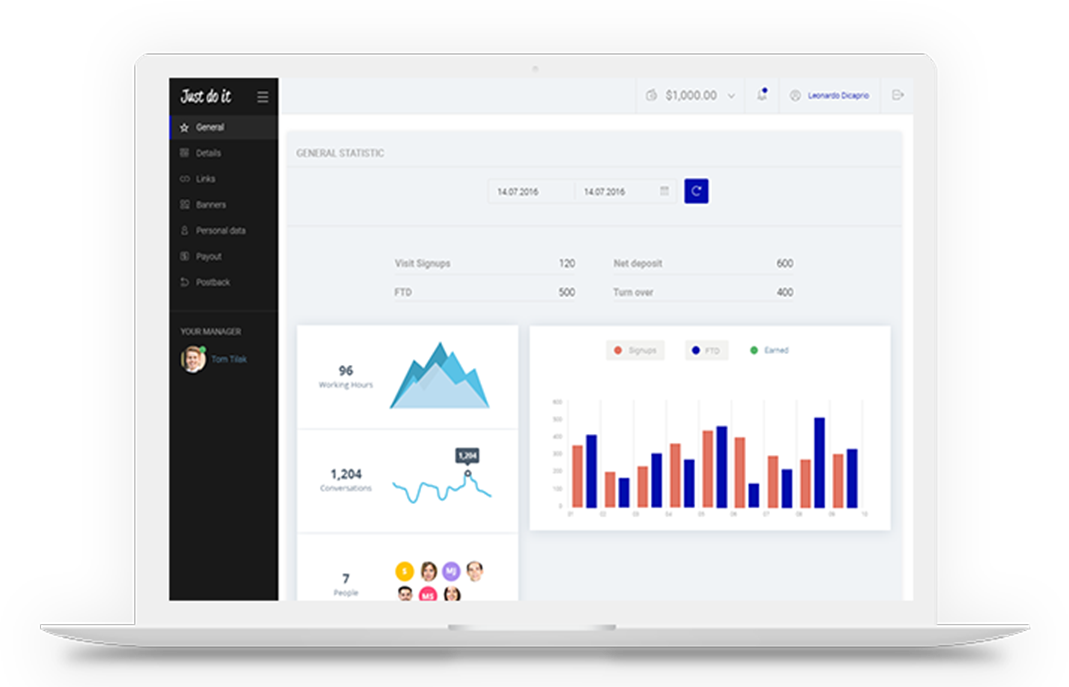 Just do it
$1,000.00
Leonardo Dicaprio
General
Details
Links
Banners
Personal data
Payout
Postback
YOUR MANAGER
Tom Tilak
GENERAL STATISTIC
14.07.2016 14.07.2016
Visit Signups 120 Net deposit 600
FTD 500 Turn over 400
96
Working Hours
1,204
1,204
Conversations
7
People
S MJ
MS
Signups FTD Earned
600
500
400
300
200
100
0
01 02 03 04 05 06 07 08 09 10